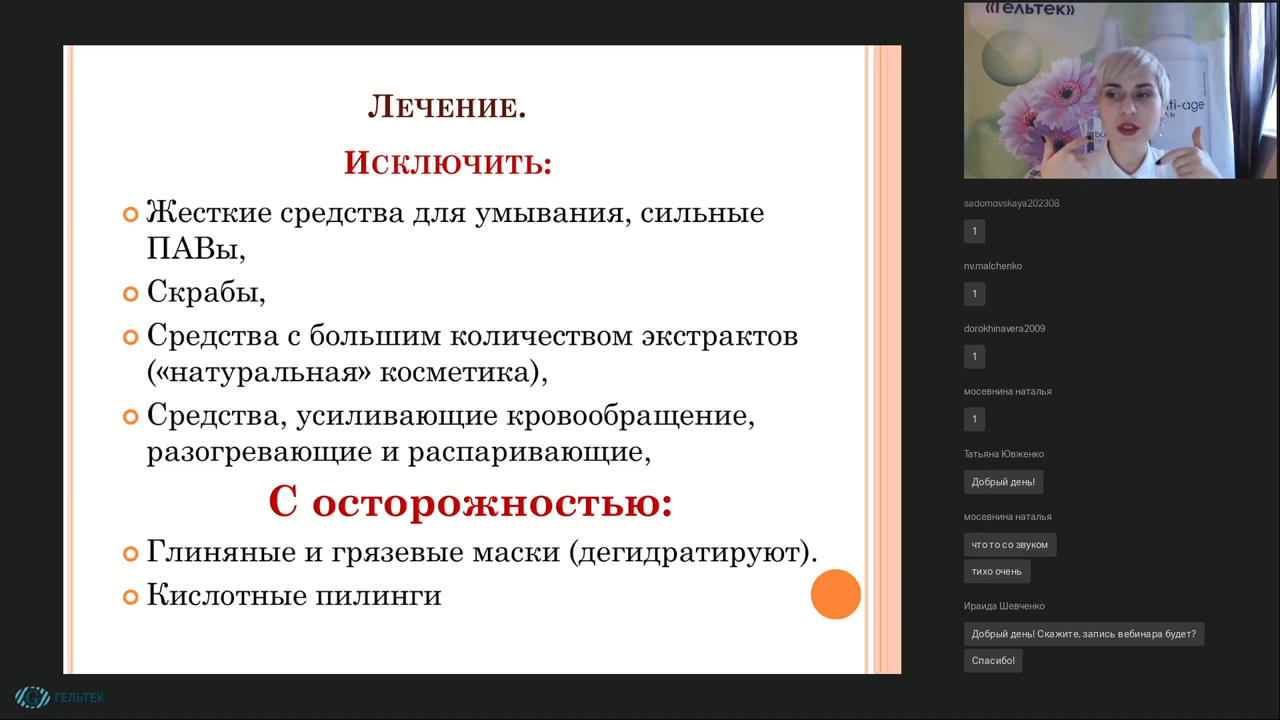 Лечение.
Исключить:
Жесткие средства для умывания, сильные
ПАВы,
Скрабы,
Средства с большим количеством экстрактов
(«натуральная» косметика),
Средства, усиливающие кровообращение,
разогревающие и распаривающие,
С осторожностью:
Глиняные и грязевые маски (дегидратируют).
Кислотные пилинги
ГЕЛЬТЕК
«Гельтек»
nti-age
sadomovskaya202308
1
nv.malchenko
1
dorokhinavera2009
1
мосевнина наталья
1
Татьяна Ювженко
Добрый день!
мосевнина наталья
что то со звуком
тихо очень
Ираида Шевченко
Добрый день! Скажите, запись вебинара будет?
Спасибо!